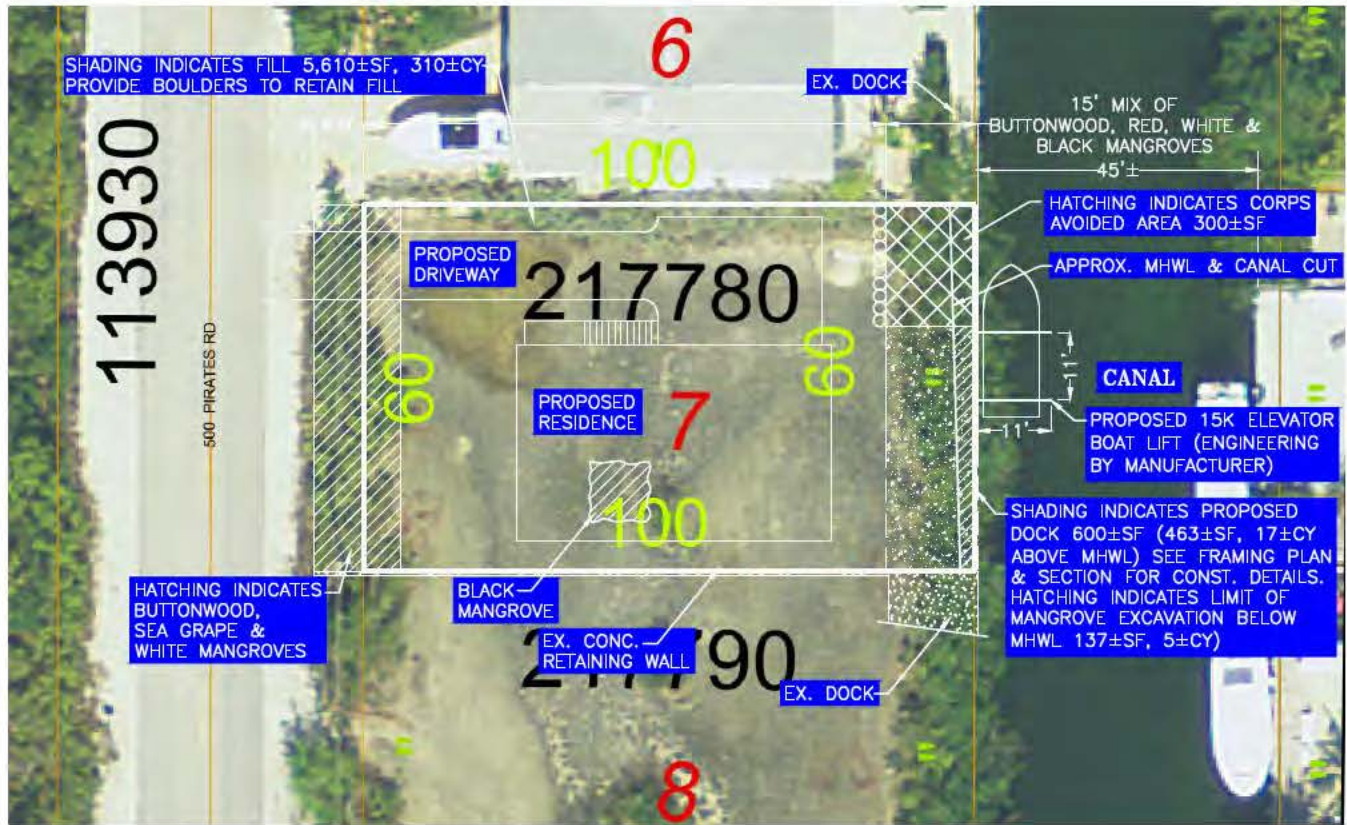 SHADING INDICATES FILL 5,610±SF, 310±CY
PROVIDE BOULDERS TO RETAIN FILL
6
EX. DOCK
15' MIX OF
BUTTONWOOD, RED, WHITE &
BLACK MANGROVES
45'±
113930
100
HATCHING INDICATES CORPS
AVOIDED AREA 300±SF
PROPOSED
DRIVEWAY
217780
APPROX. MHWL & CANAL CUT
500 PIRATES RD
60
60
11'
CANAL
PROPOSED
RESIDENCE
7
PROPOSED 15K ELEVATOR
BOAT LIFT (ENGINEERING
BY MANUFACTURER)
11'
100
SHADING INDICATES PROPOSED
DOCK 600±SF (463±SF, 17±CY
ABOVE MHWL) SEE FRAMING PLAN
& SECTION FOR CONST. DETAILS.
HATCHING INDICATES LIMIT OF
MANGROVE EXCAVATION BELOW
MHWL 137±SF, 5±CY)
HATCHING INDICATES
BUTTONWOOD,
SEA GRAPE &
WHITE MANGROVES
BLACK
MANGROVE
EX. CONC.
RETAINING WALL
217790
EX. DOCK
8